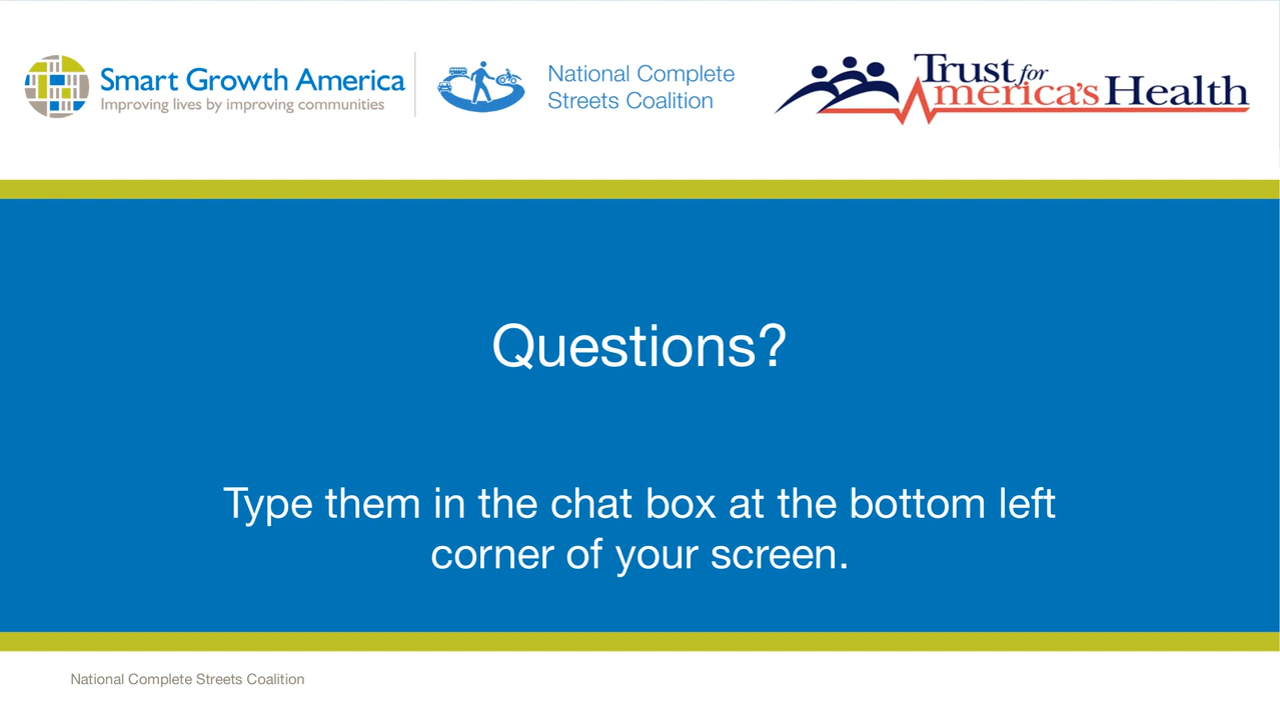 Smart Growth America
Improving lives by improving communities
National Complete
Streets Coalition
Trust for
America's Health
Questions?
Type them in the chat box at the bottom left
corner of your screen.
National Complete Streets Coalition